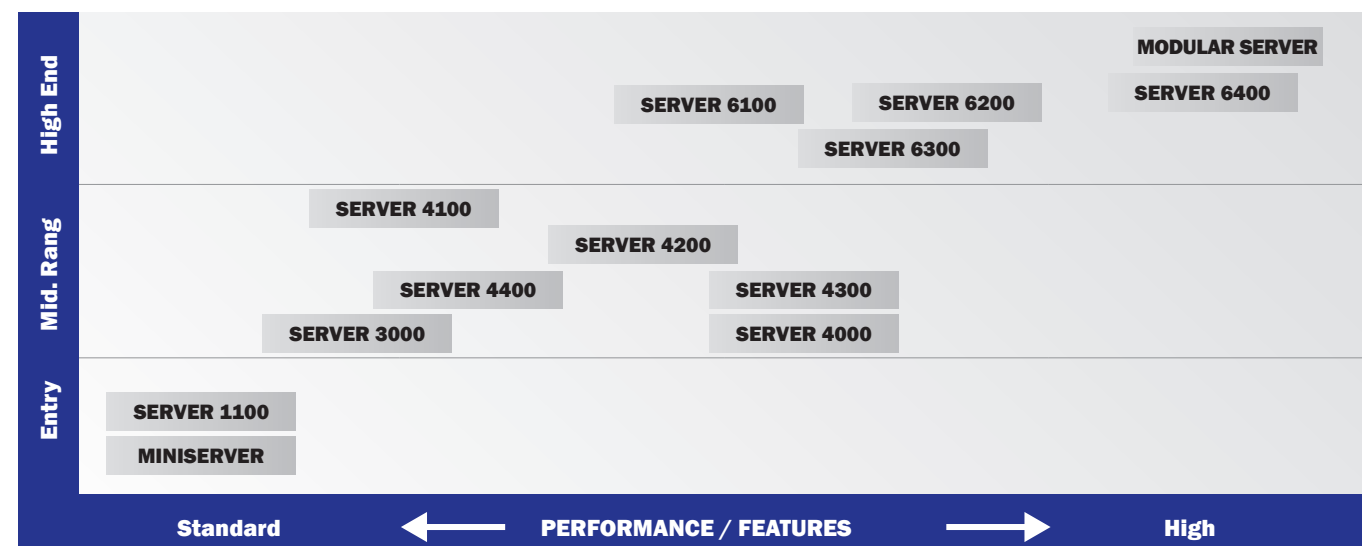 High End
MODULAR SERVER
SERVER 6400
SERVER 6100
SERVER 6200
SERVER 6300
Mid. Rang
SERVER 4100
SERVER 4200
SERVER 4400
SERVER 4300
SERVER 3000
SERVER 4000
Entry
SERVER 1100
MINISERVER
Standard
PERFORMANCE / FEATURES
High